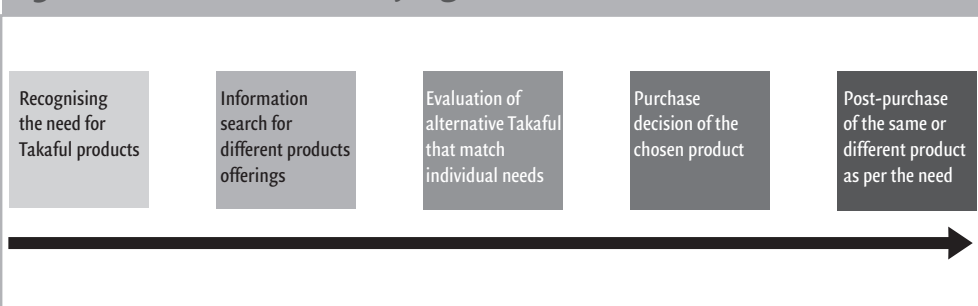 Recognising
the need for
Takaful products
Information
search for
different products
offerings
Evaluation of
alternative Takaful
that match
individual needs
Purchase
decision of the
chosen product
Post-purchase
of the same or
different product
as per the need